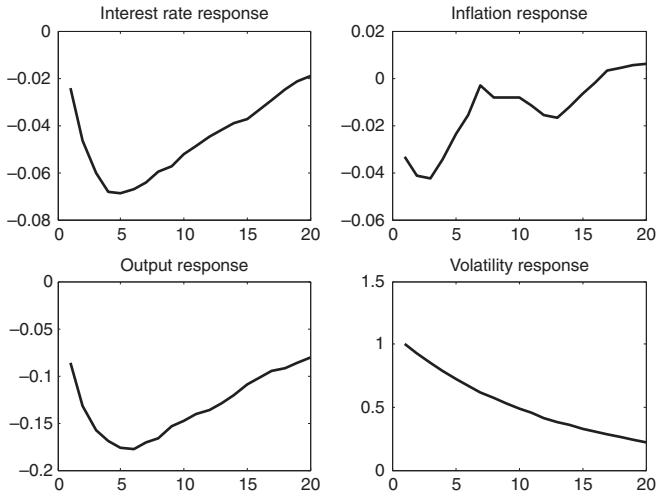 Interest rate response
0
−0.02
−0.04
−0.06
−0.08
0 5 10 15 20
Inflation response
0.02
0
−0.02
−0.04
−0.06
0 5 10 15 20
Output response
0
−0.05
−0.1
−0.15
−0.2
0 5 10 15 20
Volatility response
1.5
1
0.5
0
0 5 10 15 20